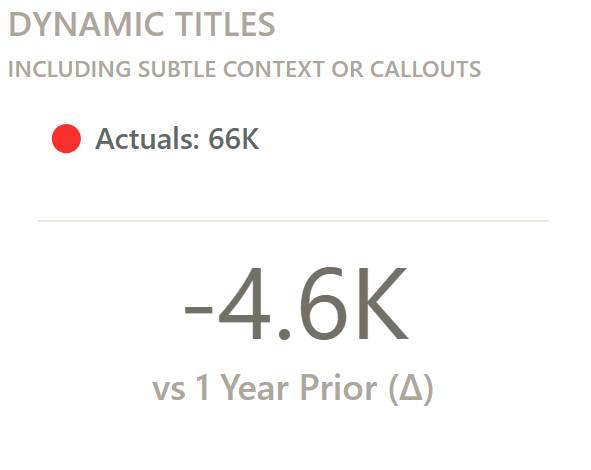 DYNAMIC TITLES
INCLUDING SUBTLE CONTEXT OR CALLOUTS
Actuals: 66K
-4.6K
vs 1 Year Prior (Δ)